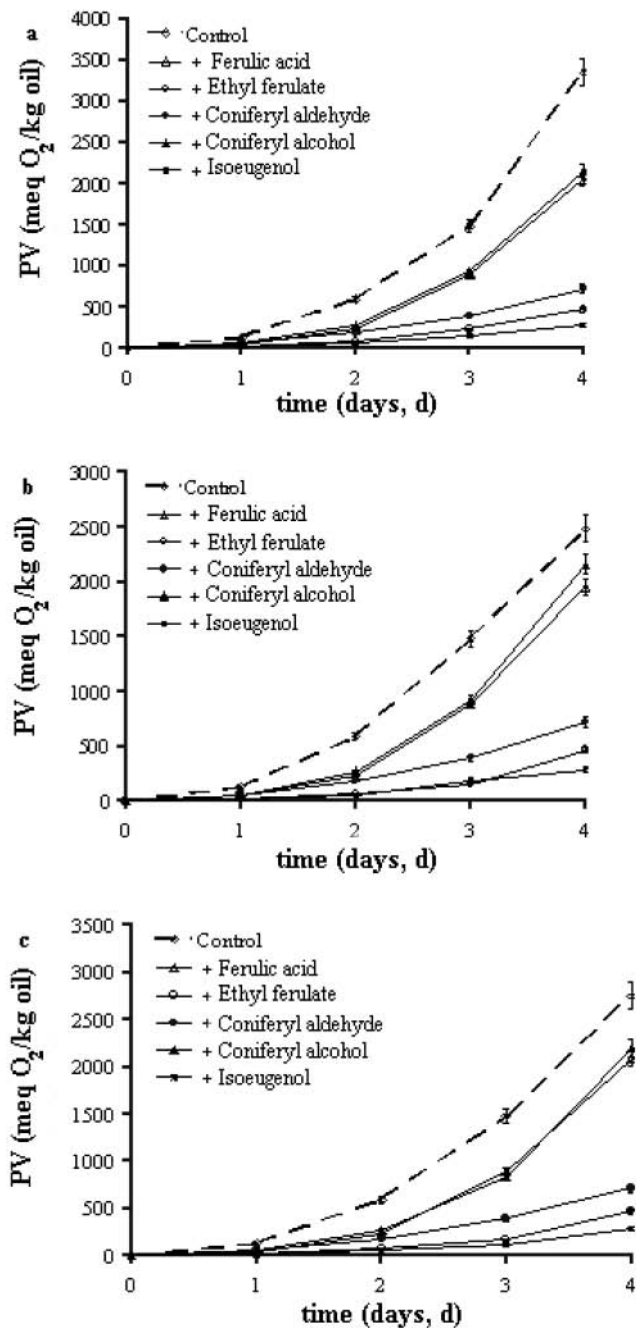 a
4000
3500
3000
2500
2000
1500
1000
500
0
PV (meq O2/kg oil)
Control
+ Ferulic acid
+ Ethyl ferulate
+ Coniferyl aldehyde
+ Coniferyl alcohol
+ Isoeugenol
0 1 2 3 4
time (days, d)
b
3000
2500
2000
1500
1000
500
0
PV (meq O2/kg oil)
Control
+ Ferulic acid
+ Ethyl ferulate
+ Coniferyl aldehyde
+ Coniferyl alcohol
+ Isoeugenol
0 1 2 3 4
time (days, d)
c
3500
3000
2500
2000
1500
1000
500
0
PV (meq O2/kg oil)
Control
+ Ferulic acid
+ Ethyl ferulate
+ Coniferyl aldehyde
+ Coniferyl alcohol
+ Isoeugenol
0 1 2 3 4
time (days, d)